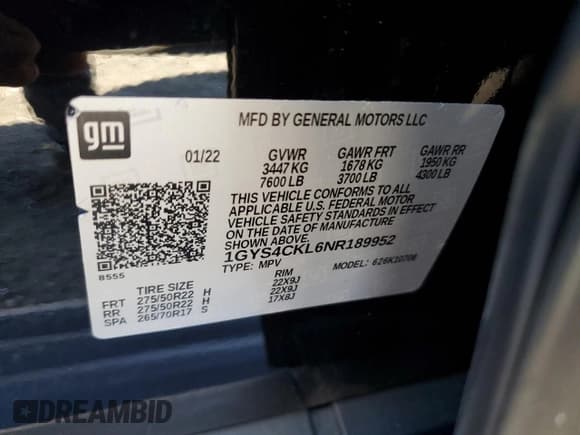 gm
MFD BY GENERAL MOTORS LLC
01/22 GVWR GAWR FRT GAWR RR
3447 KG 1678 KG 1950 KG
7600 LB 3700 LB 4300 LB
THIS VEHICLE CONFORMS TO ALL
APPLICABLE U.S. FEDERAL MOTOR
VEHICLE SAFETY STANDARDS IN EFFECT
ON THE DATE OF MANUFACTURE
SHOWN ABOVE.
1GYS4CKL6NR189952
TYPE: MPV MODEL: 626K10706
8555
TIRE SIZE RIM
FRT 275/50R22 H 22X9J
RR 275/50R22 H 22X9J
SPA 265/70R17 S 17X8J
DREAMBID